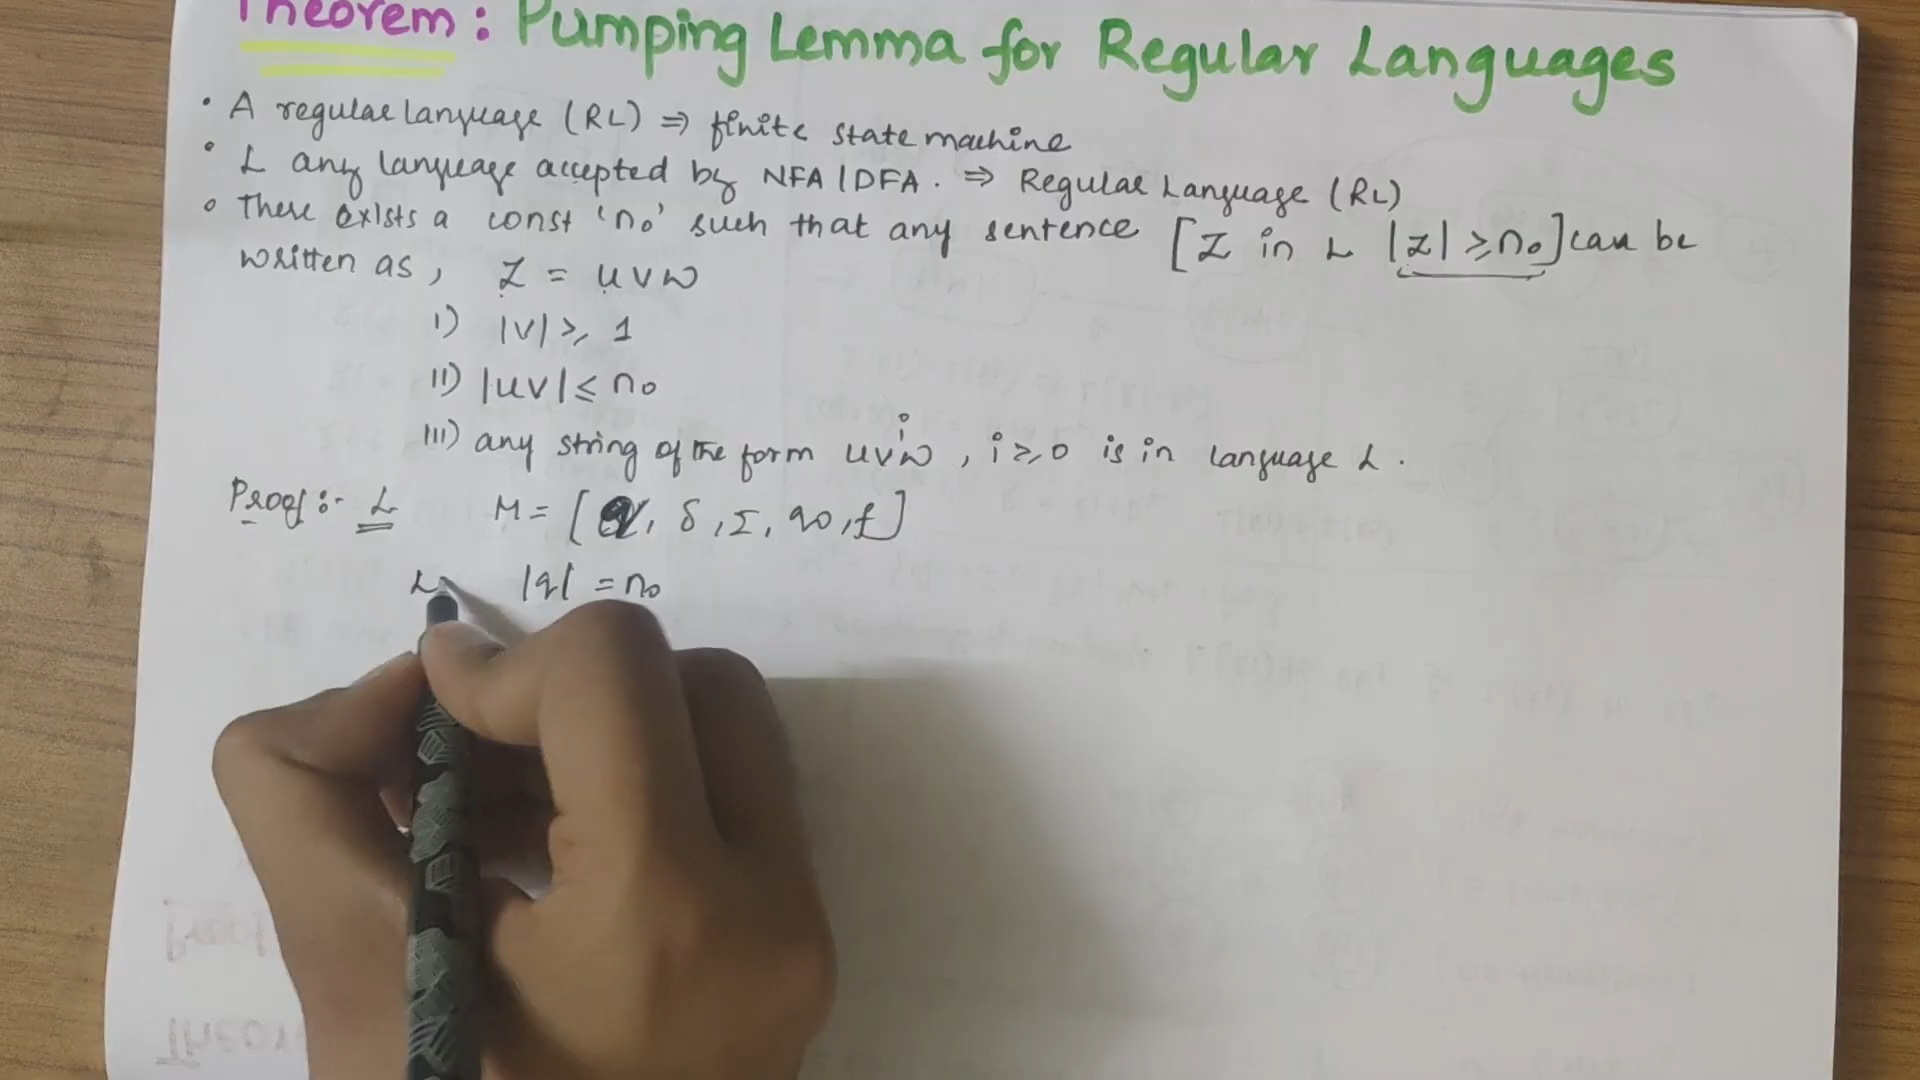 Theorem: Pumping Lemma for Regular Languages
• A regular language (RL) ⇒ finite state machine
• L any language accepted by NFA/DFA. ⇒ Regular Language (RL)
• There exists a const 'n₀' such that any sentence [Z in L |Z| ≥ n₀] can be
written as, Z = uvw
i) |v| ≥ 1
ii) |uv| ≤ n₀
iii) any string of the form uvⁱw, i ≥ 0 is in language L.
Proof:- L M = [Q, δ, Σ, q₀, f]
L |q| = n₀